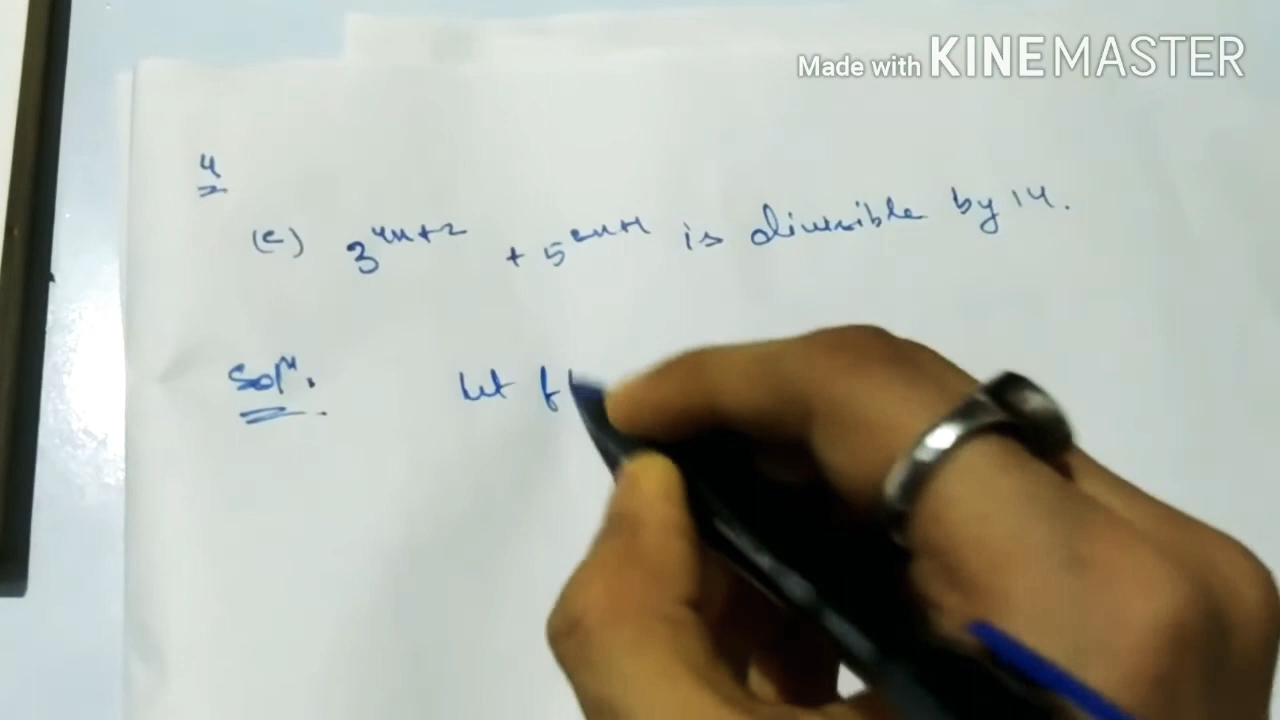 Made with KINEMASTER
4
(c) 3^{4n+2} + 5^{2n+1} is divisible by 14.
Solⁿ. Let f(